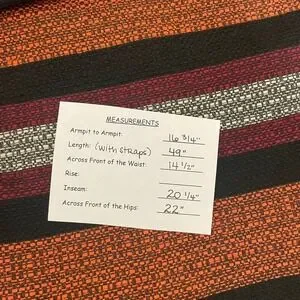 MEASUREMENTS
Armpit to Armpit: 16 3/4"
Length: (with straps) 49"
Across Front of the Waist: 14 1/2"
Rise:
Inseam: 20 1/4"
Across Front of the Hips: 22"